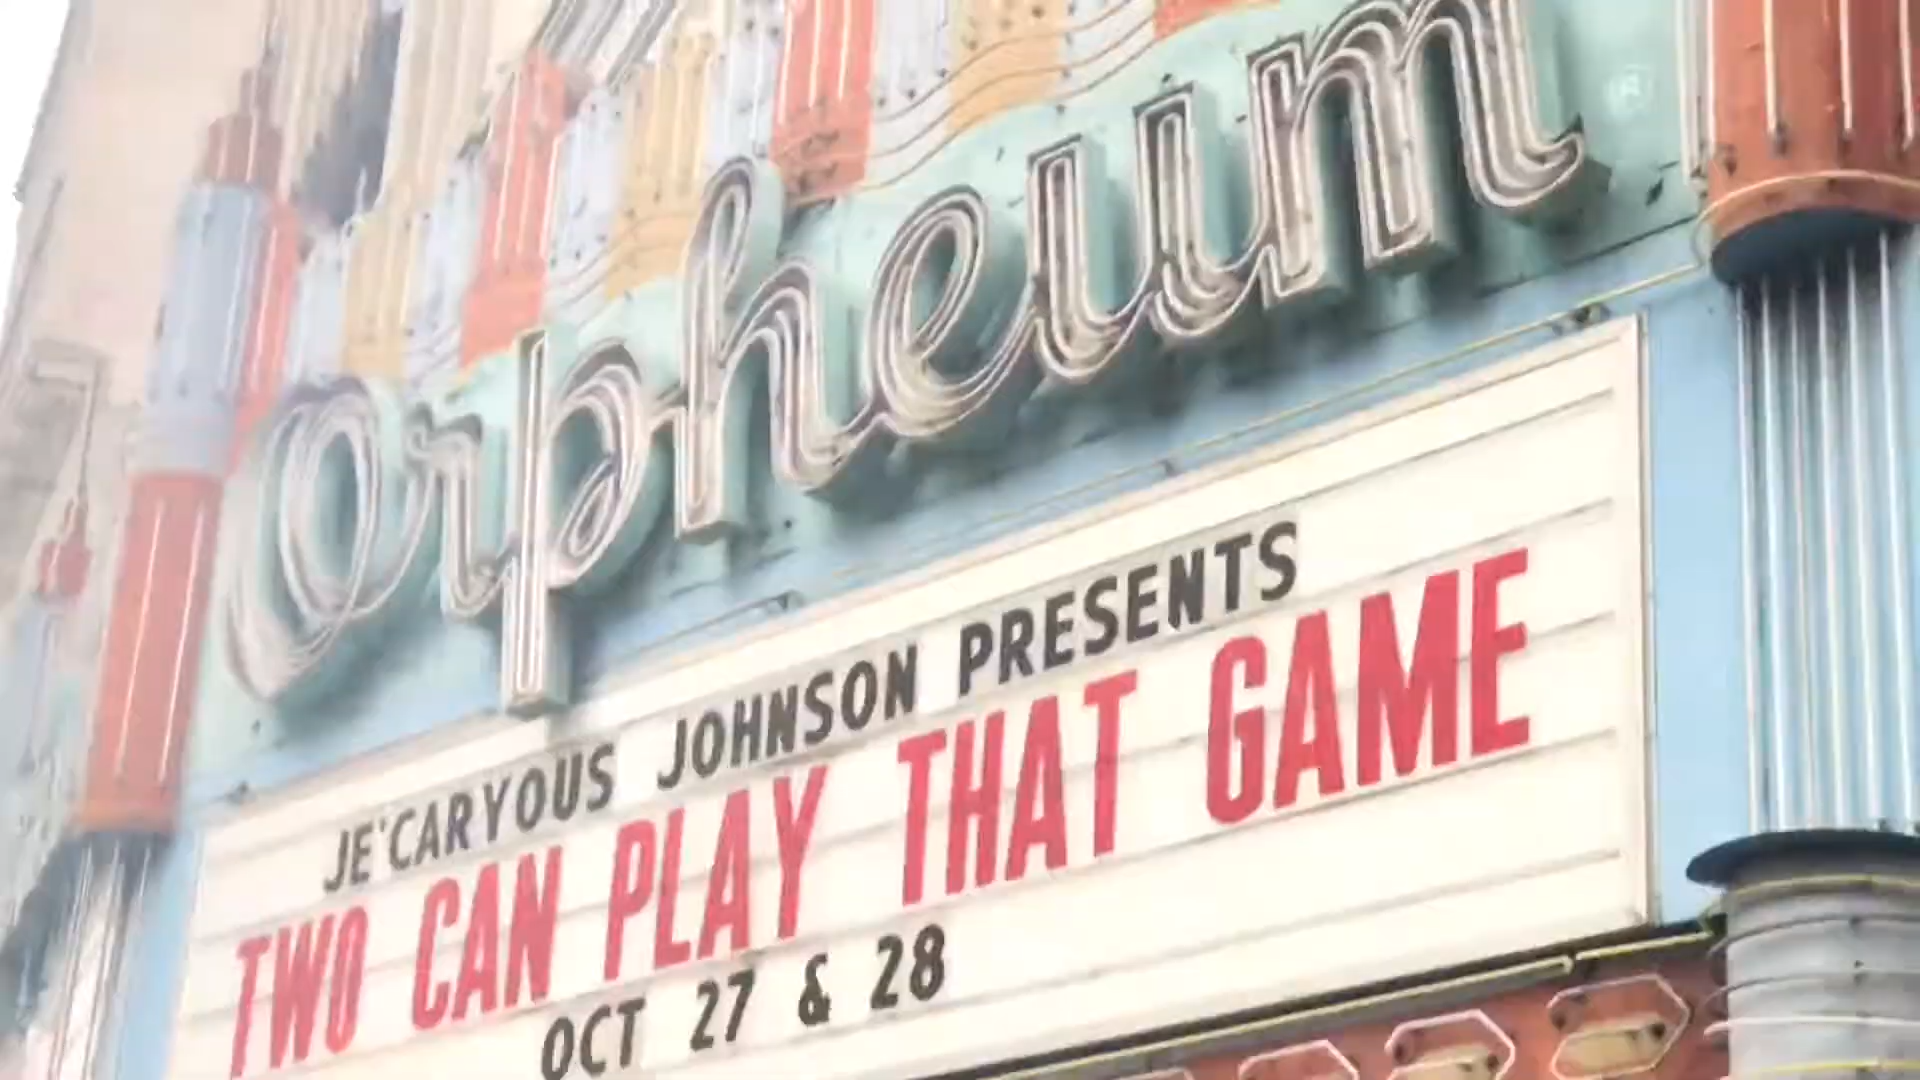 Orpheum
JE'CARYOUS JOHNSON PRESENTS
TWO CAN PLAY THAT GAME
OCT 27 & 28